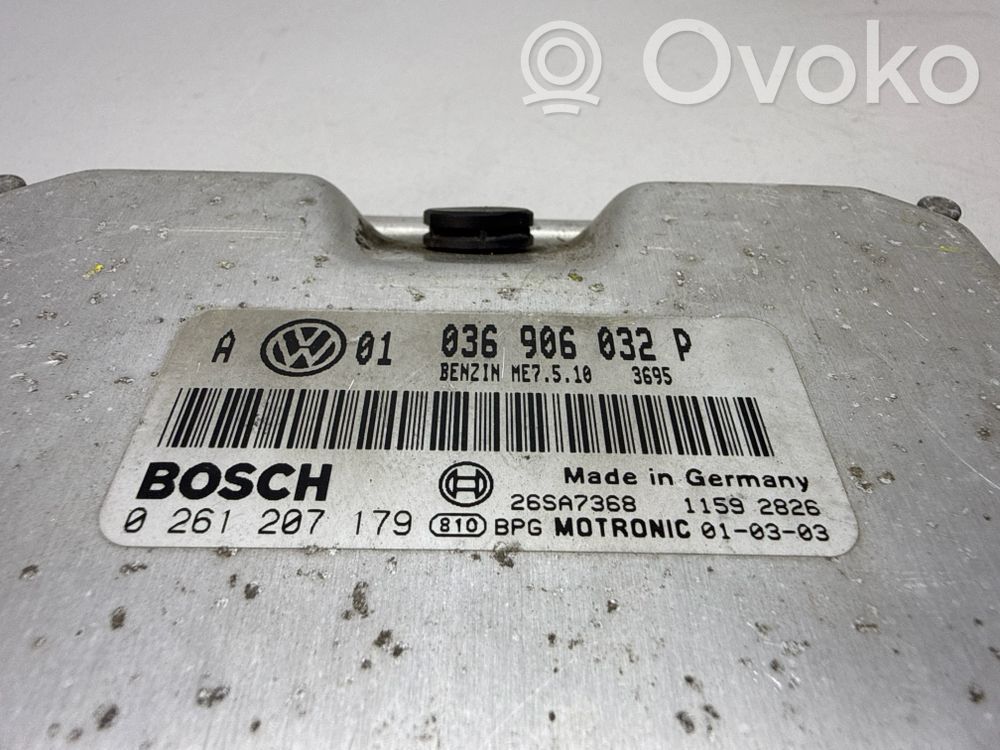 Ovoko
A VW 01 036 906 032 P
BENZIN ME7.5.10 3695
BOSCH Made in Germany
26SA7368 1159 2826
0 261 207 179 810 BPG MOTRONIC 01-03-03